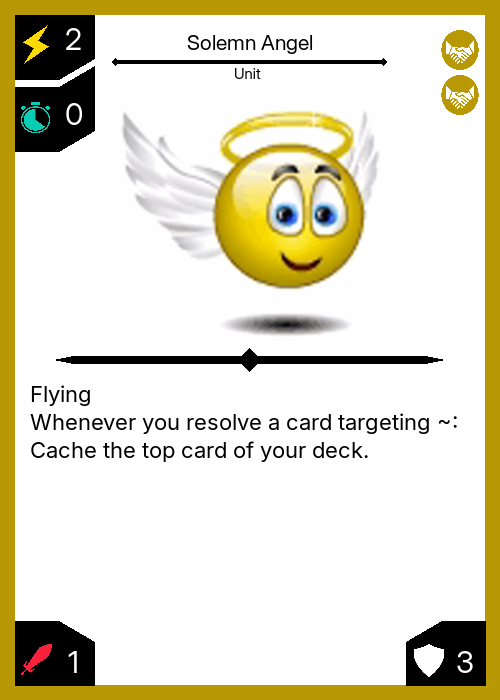 2
Solemn Angel
Unit
0
Flying
Whenever you resolve a card targeting ~:
Cache the top card of your deck.
1
3